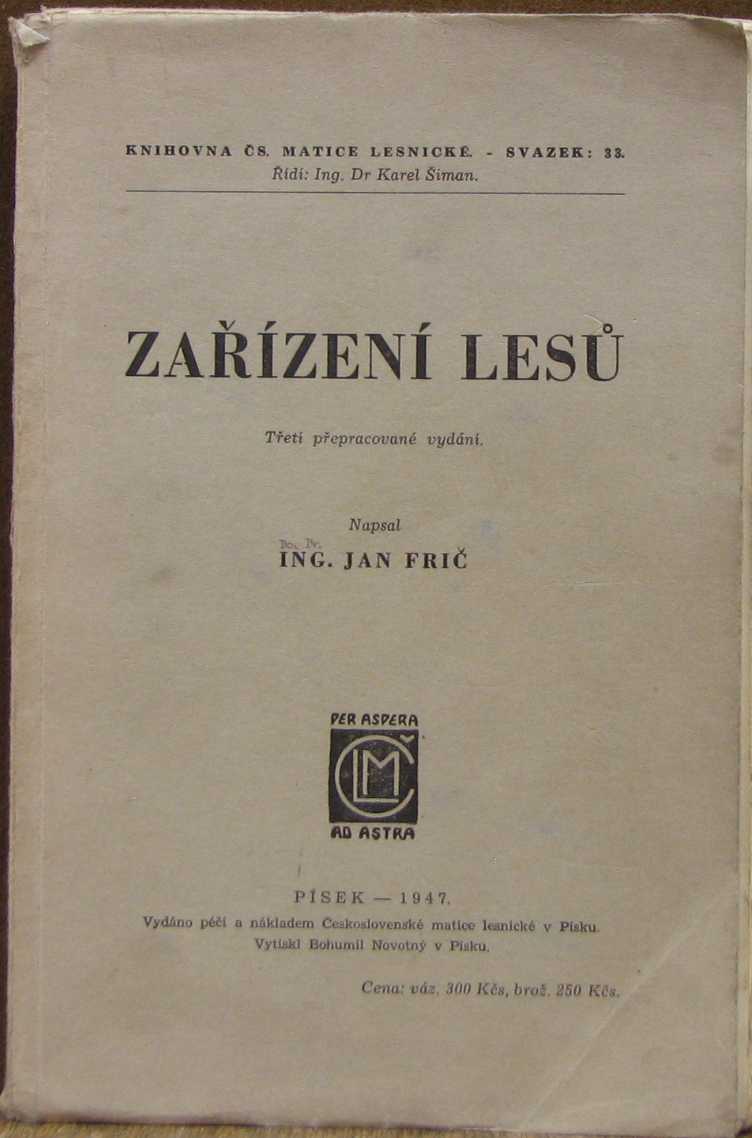 KNIHOVNA ČS. MATICE LESNICKÉ. - SVAZEK: 33.
Řídí: Ing. Dr Karel Šiman.
ZAŘÍZENÍ LESŮ
Třetí přepracované vydání.
Napsal
Dr.
ING. JAN FRIČ
PER ASPERA
ČLM
AD ASTRA
PÍSEK — 1947.
Vydáno péčí a nákladem Československé matice lesnické v Písku.
Vytiskl Bohumil Novotný v Písku.
Cena: váz. 300 Kčs, brož. 250 Kčs.